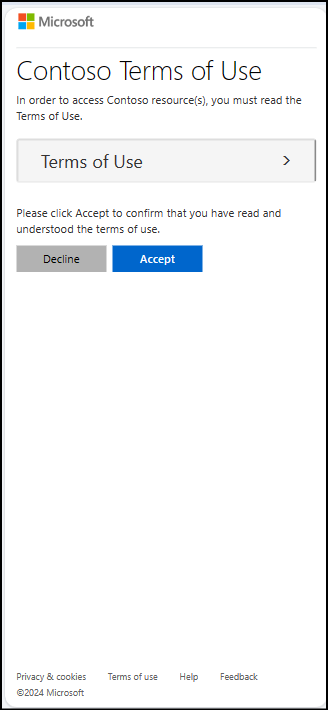 Microsoft
Contoso Terms of Use
In order to access Contoso resource(s), you must read the
Terms of Use.
Terms of Use
Please click Accept to confirm that you have read and
understood the terms of use.
Decline Accept
Privacy & cookies Terms of use Help Feedback
©2024 Microsoft